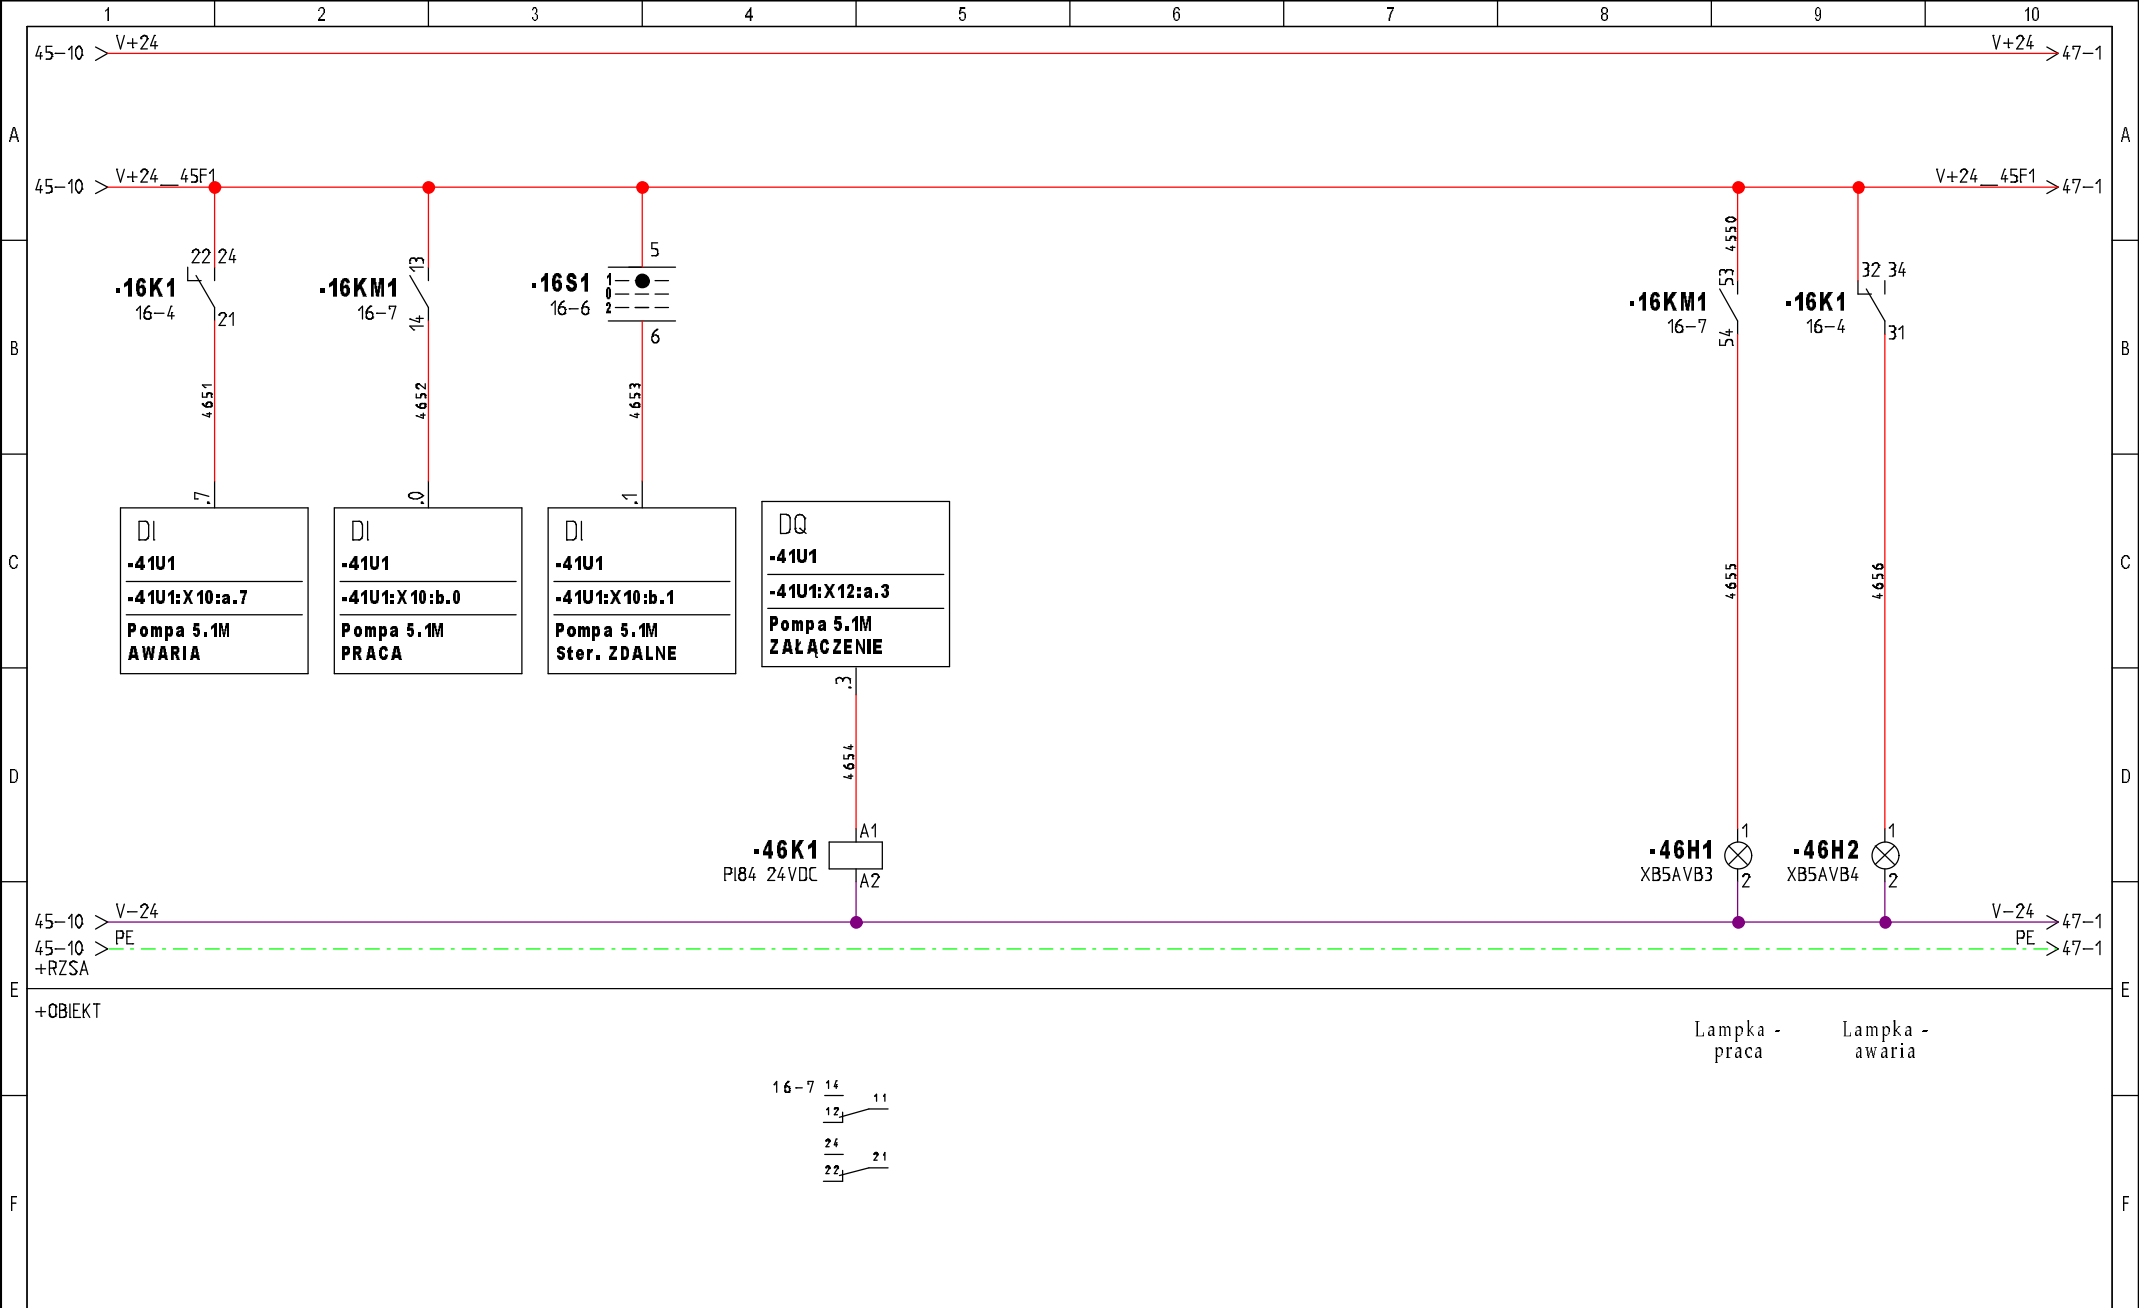 1 2 3 4 5 6 7 8 9 10
45-10 V+24 V+24 47-1
A A
45-10 V+24__45F1 V+24__45F1 47-1
4550
22 24
-16K1
16-4
21
13
-16KM1
16-7
14
5
-16S1
16-6
1
0
2
6
53
-16KM1
16-7
54
32 34
-16K1
16-4
31
B B
4651
4652
4653
.7
.0
.1
DI
-41U1
-41U1:X10:a.7
Pompa 5.1M
AWARIA
DI
-41U1
-41U1:X10:b.0
Pompa 5.1M
PRACA
DI
-41U1
-41U1:X10:b.1
Pompa 5.1M
Ster. ZDALNE
DQ
-41U1
-41U1:X12:a.3
Pompa 5.1M
ZAŁĄCZENIE
4655
4656
C C
.3
4654
D D
A1
-46K1
PI84 24VDC
A2
1
-46H1
XB5AVB3
2
1
-46H2
XB5AVB4
2
45-10 V-24 V-24 47-1
45-10 PE PE 47-1
+RZSA
E E
+OBIEKT
Lampka -
praca
Lampka -
awaria
16-7 14
12 11
24
22 21
F F